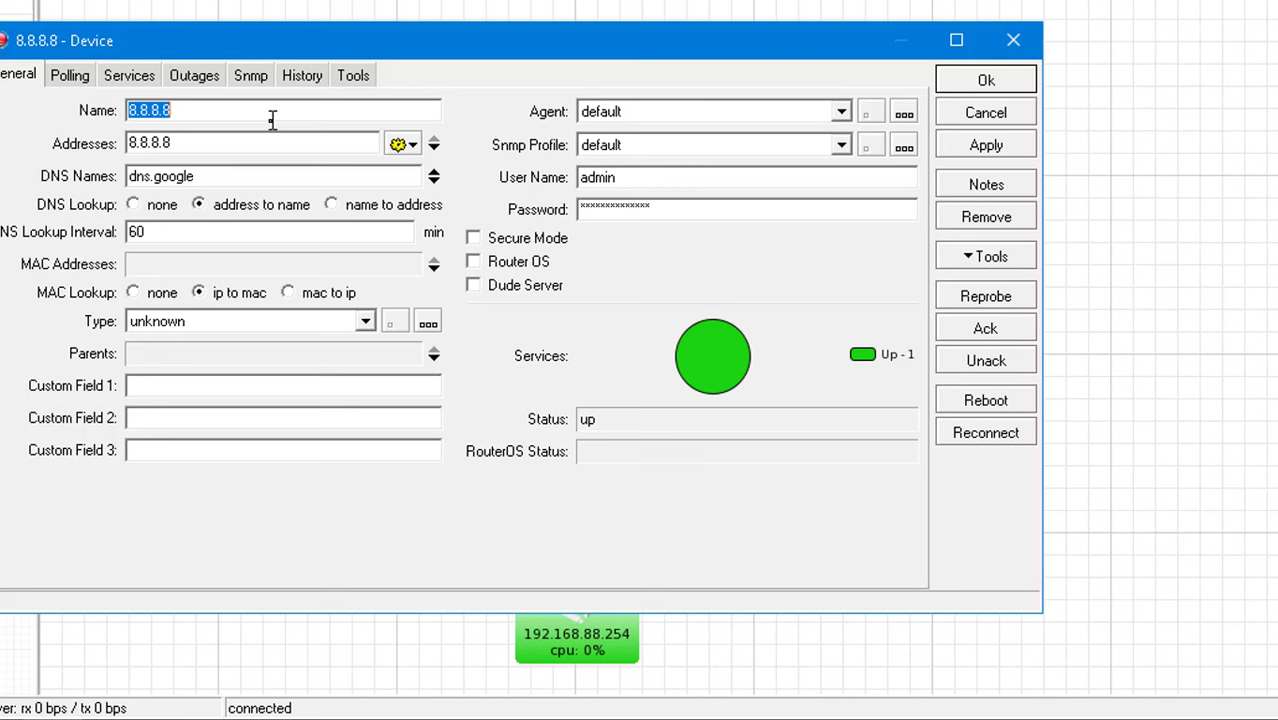 8.8.8.8 - Device
eneral Polling Services Outages Snmp History Tools
Name: 8.8.8.8
Addresses: 8.8.8.8
DNS Names: dns.google
DNS Lookup: none address to name name to address
NS Lookup Interval: 60 min
MAC Addresses:
MAC Lookup: none ip to mac mac to ip
Type: unknown
Parents:
Custom Field 1:
Custom Field 2:
Custom Field 3:
Agent: default
Snmp Profile: default
User Name: admin
Password: **************
Secure Mode
Router OS
Dude Server
Services: Up - 1
Status: up
RouterOS Status:
Ok
Cancel
Apply
Notes
Remove
Tools
Reprobe
Ack
Unack
Reboot
Reconnect
192.168.88.254
cpu: 0%
ver: rx 0 bps / tx 0 bps connected